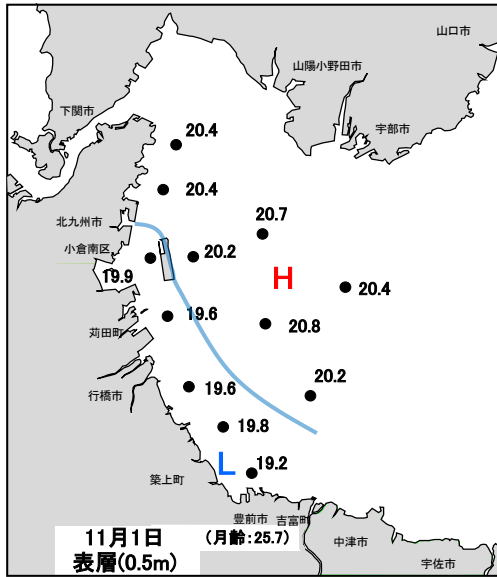 山口市
山陽小野田市
下関市
宇部市
20.4
20.4
北九州市
20.7
小倉南区
20.2
19.9
H
20.4
19.6
20.8
苅田町
20.2
19.6
行橋市
19.8
L
19.2
築上町
豊前市
吉富町
11月1日
(月齢:25.7)
表層(0.5m)
中津市
宇佐市